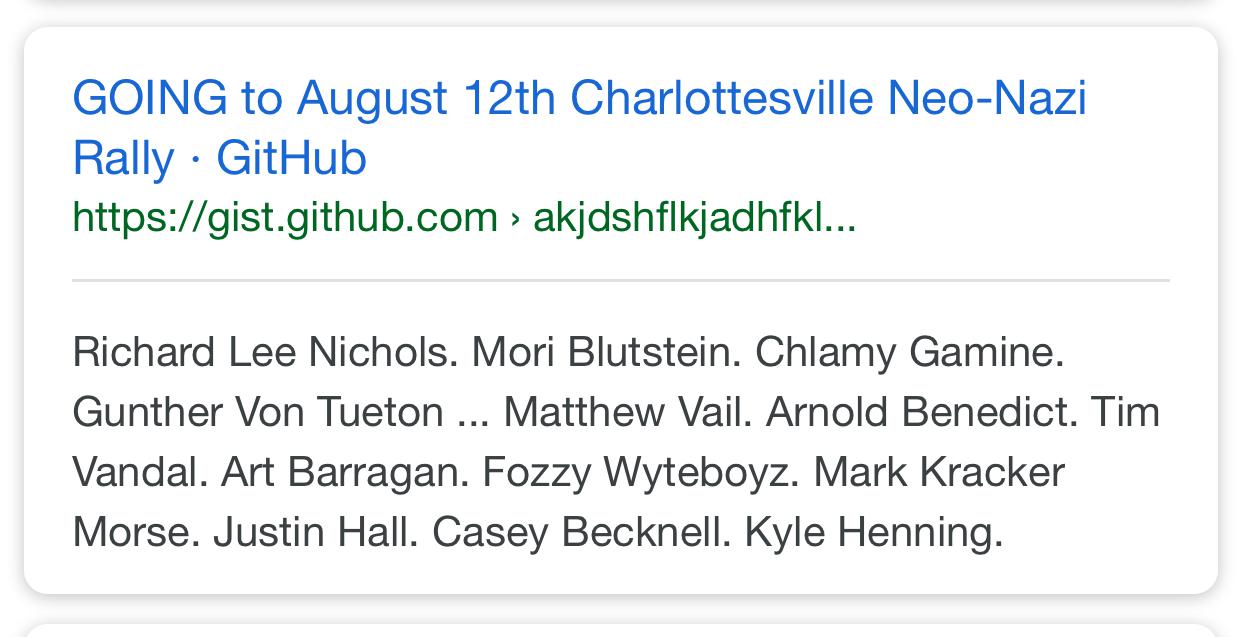 GOING to August 12th Charlottesville Neo-Nazi
Rally · GitHub
https://gist.github.com › akjdshflkjadhfkl...
Richard Lee Nichols. Mori Blutstein. Chlamy Gamine.
Gunther Von Tueton ... Matthew Vail. Arnold Benedict. Tim
Vandal. Art Barragan. Fozzy Wyteboyz. Mark Kracker
Morse. Justin Hall. Casey Becknell. Kyle Henning.